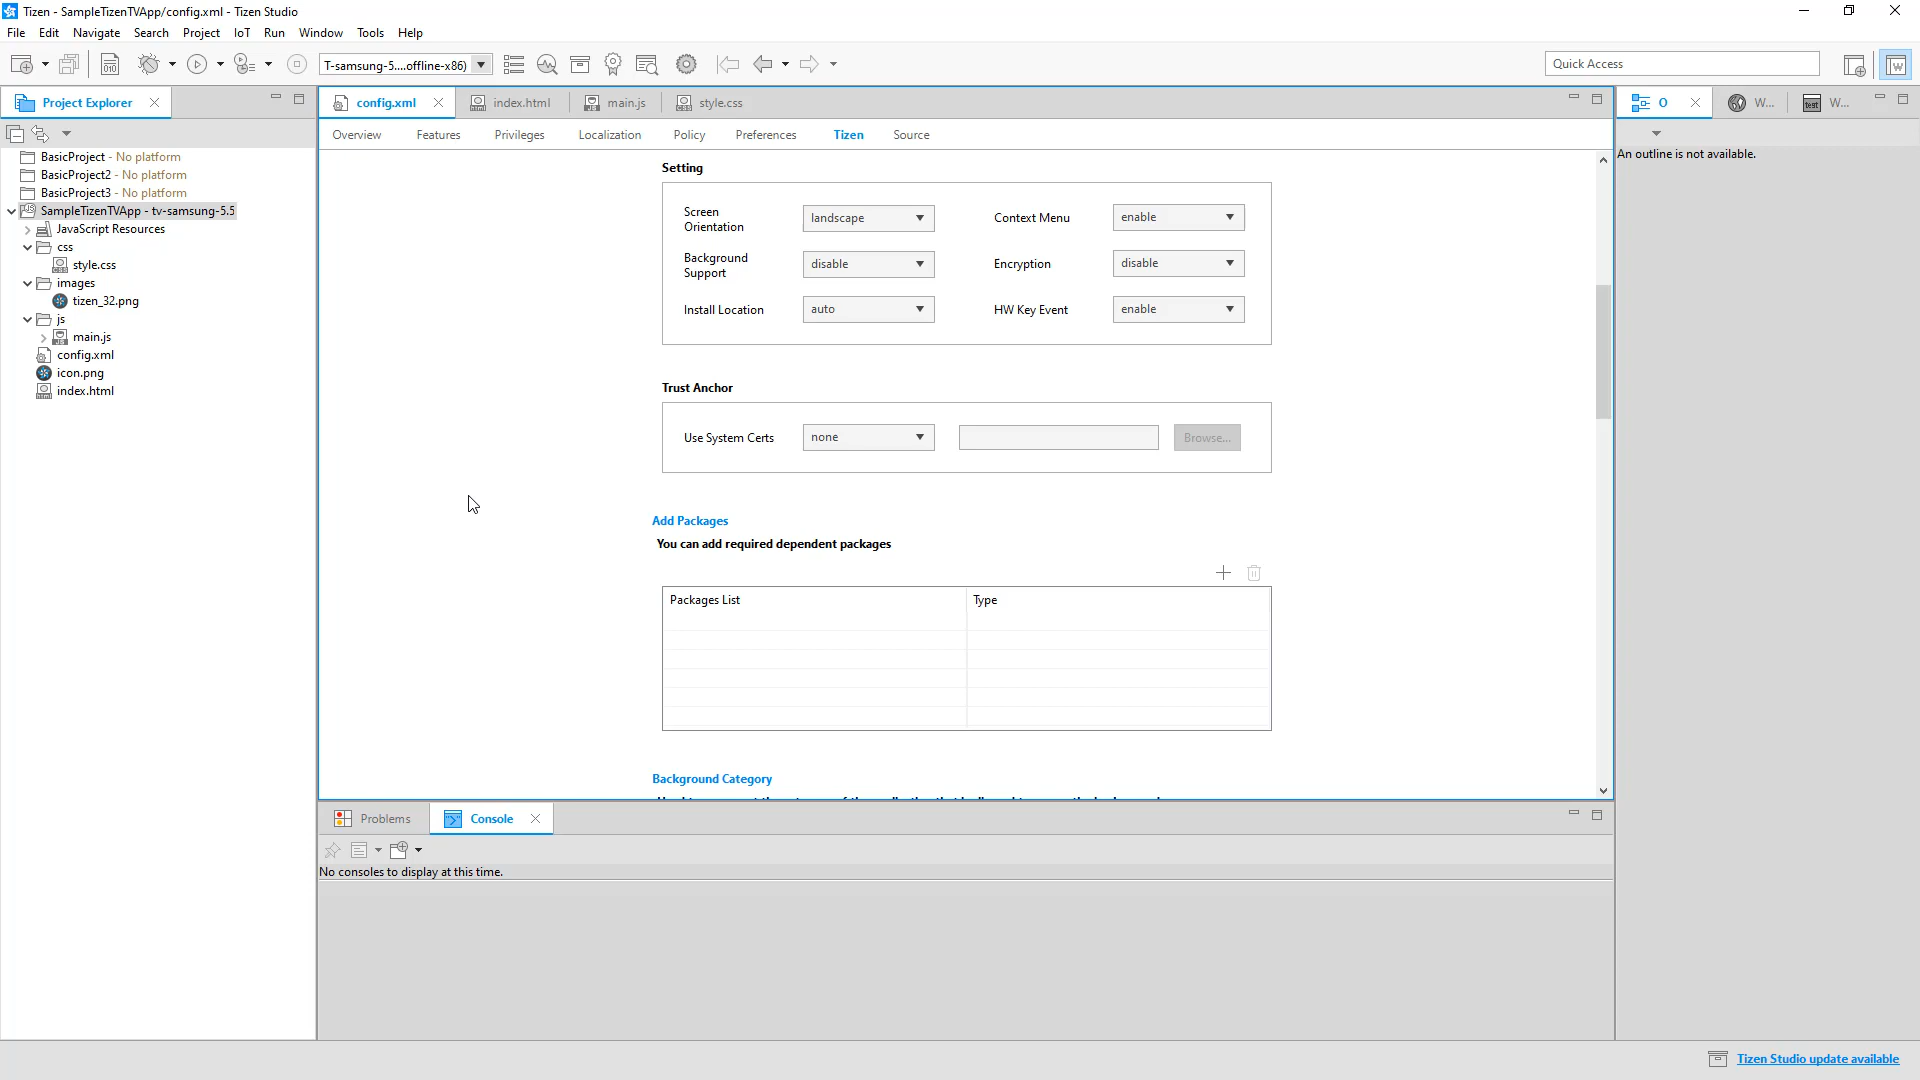 Tizen - SampleTizenTVApp/config.xml - Tizen Studio
File Edit Navigate Search Project IoT Run Window Tools Help
T-samsung-5....offline-x86)
Quick Access
Project Explorer
config.xml
index.html
main.js
style.css
O
W...
W...
Overview Features Privileges Localization Policy Preferences Tizen Source
An outline is not available.
BasicProject - No platform
BasicProject2 - No platform
BasicProject3 - No platform
SampleTizenTVApp - tv-samsung-5.5
JavaScript Resources
css
style.css
images
tizen_32.png
js
main.js
config.xml
icon.png
index.html
Setting
Screen
Orientation
landscape
Context Menu
enable
Background
Support
disable
Encryption
disable
Install Location
auto
HW Key Event
enable
Trust Anchor
Use System Certs
none
Browse...
Add Packages
You can add required dependent packages
Packages List
Type
Background Category
Problems
Console
No consoles to display at this time.
Tizen Studio update available